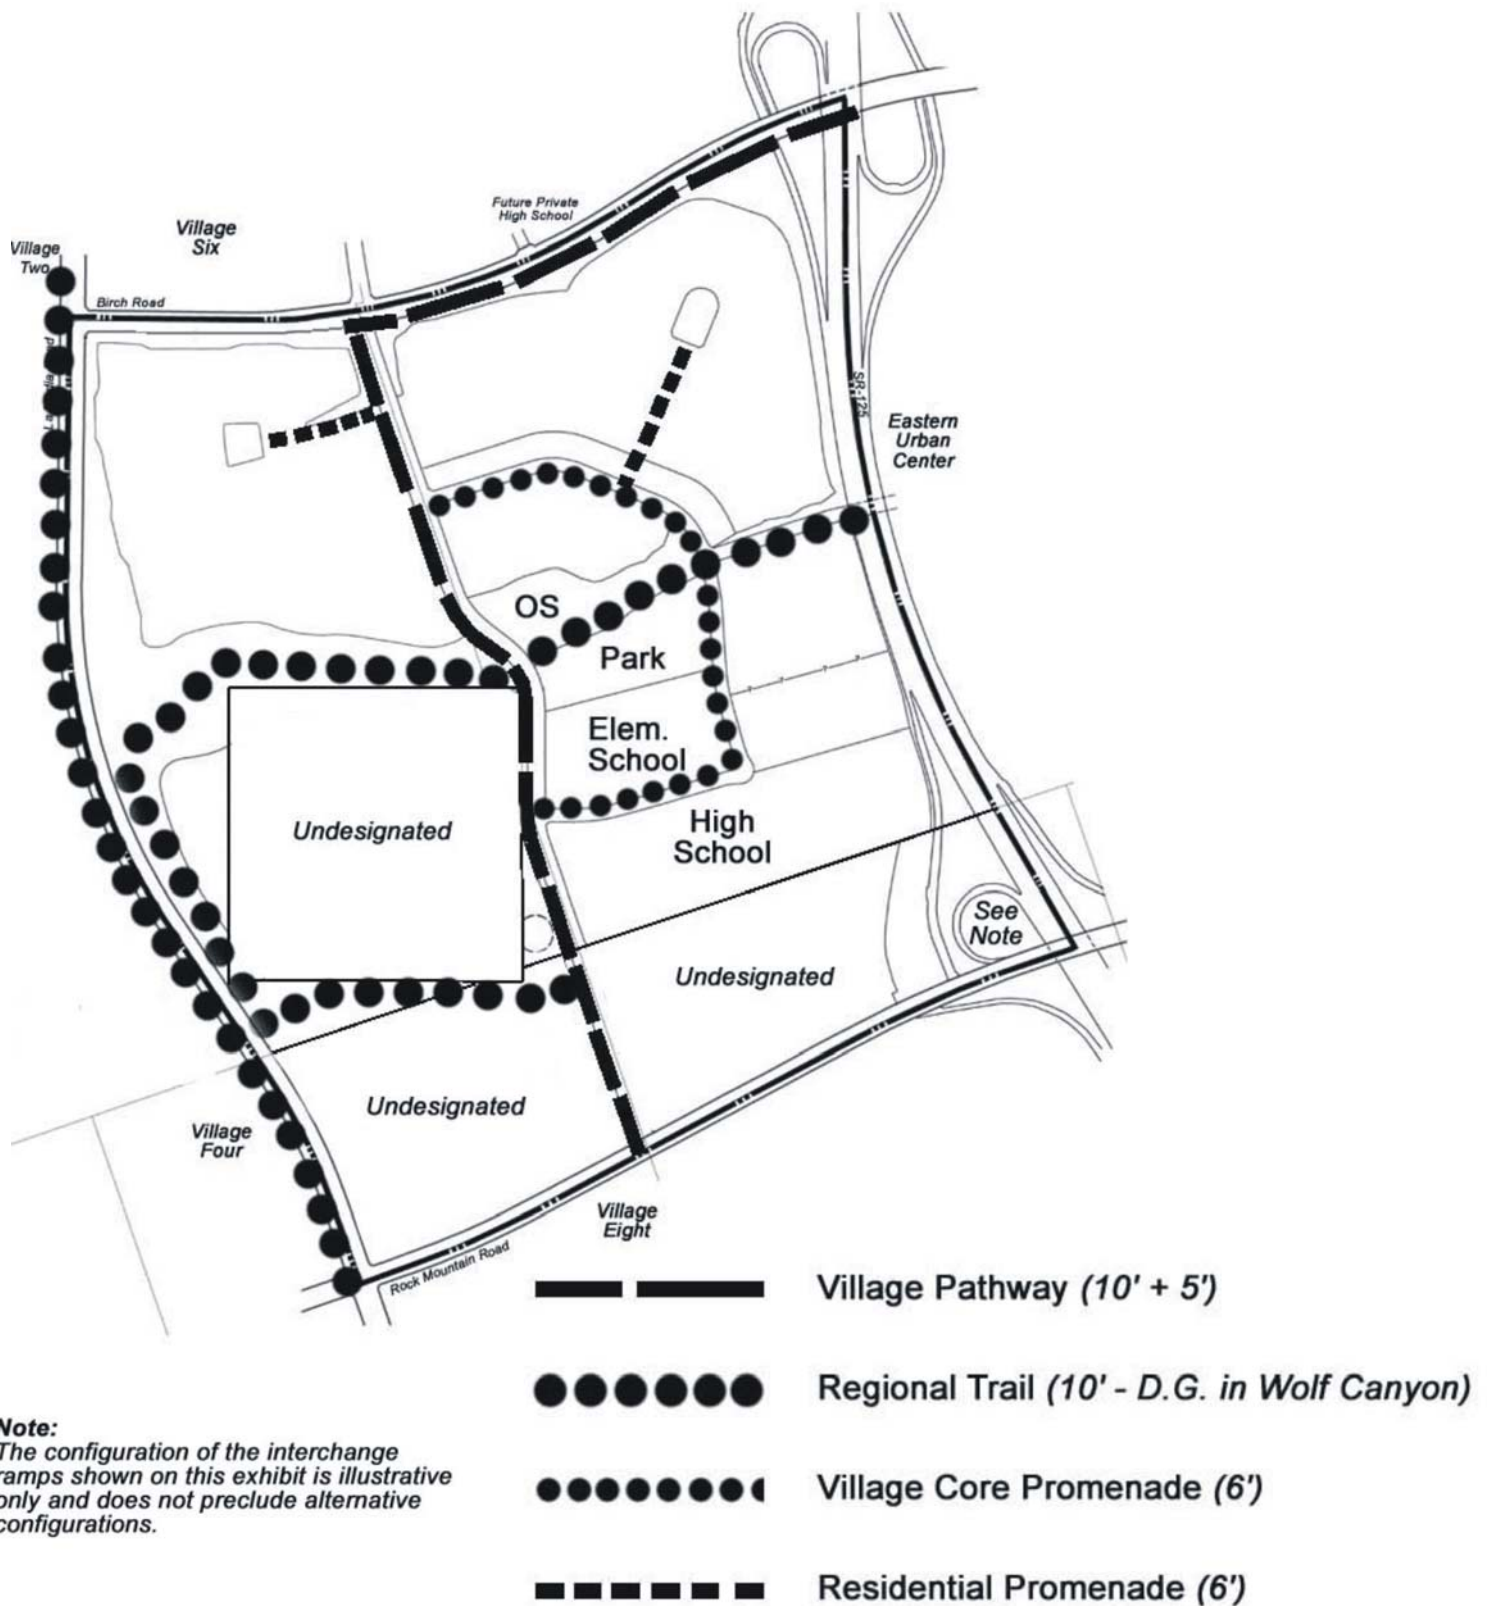 Future Private
High School
Village
Six
Village
Two
Birch Road
SR-125
Eastern
Urban
Center
OS
Park
Elem.
School
Undesignated
High
School
See
Note
Undesignated
Undesignated
Village
Four
Village
Eight
Rock Mountain Road
Village Pathway (10' + 5')
Regional Trail (10' - D.G. in Wolf Canyon)
Note:
The configuration of the interchange
ramps shown on this exhibit is illustrative
only and does not preclude alternative
configurations.
Village Core Promenade (6')
Residential Promenade (6')